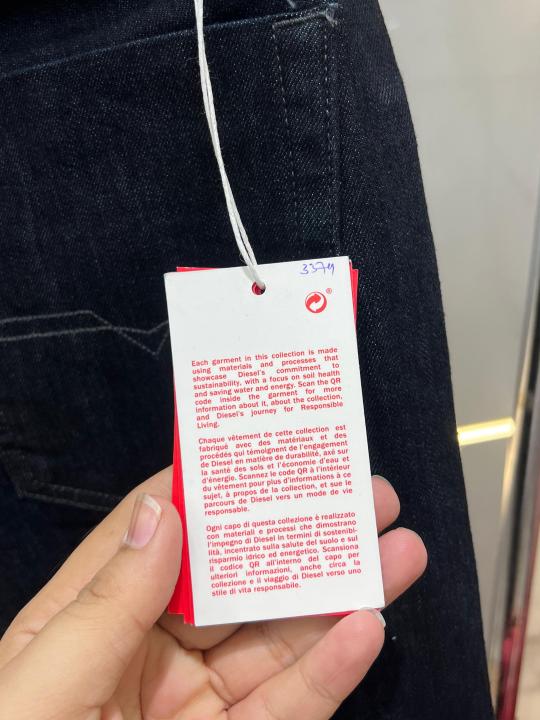 3374
®
Each garment in this collection is made
using materials and processes that
showcase Diesel's commitment to
sustainability, with a focus on soil health
and saving water and energy. Scan the QR
code inside the garment for more
information about it, about the collection,
and Diesel's journey for Responsible
Living.
Chaque vêtement de cette collection est
fabriqué avec des matériaux et des
procédés qui témoignent de l'engagement
de Diesel en matière de durabilité, axé sur
la santé des sols et l'économie d'eau et
d'énergie. Scannez le code QR à l'intérieur
du vêtement pour plus d'informations à ce
sujet, à propos de la collection, et sue le
parcours de Diesel vers un mode de vie
responsable.
Ogni capo di questa collezione è realizzato
con materiali e processi che dimostrano
l'impegno di Diesel in termini di sostenibi-
lità, incentrato sulla salute del suolo e sul
risparmio idrico ed energetico. Scansiona
il codice QR all'interno del capo per
ulteriori informazioni, anche circa la
collezione e il viaggio di Diesel verso uno
stile di vita responsabile.